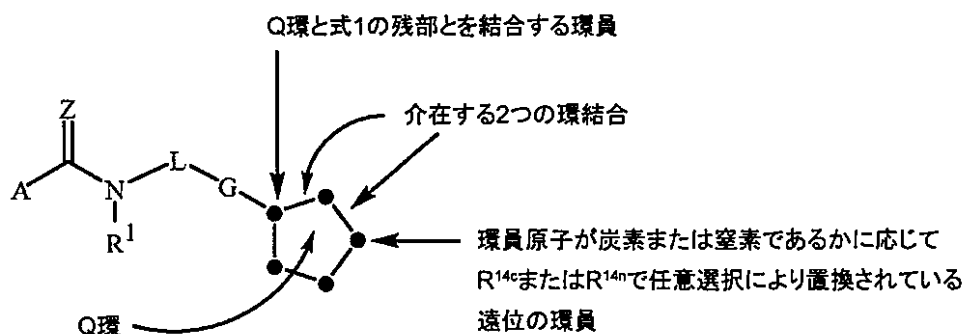 Q環と式1の残部とを結合する環員
介在する2つの環結合
Z
A
N
L
G
R¹
環員原子が炭素または窒素であるかに応じて
R¹⁴ᶜまたはR¹⁴ⁿで任意選択により置換されている
遠位の環員
Q環